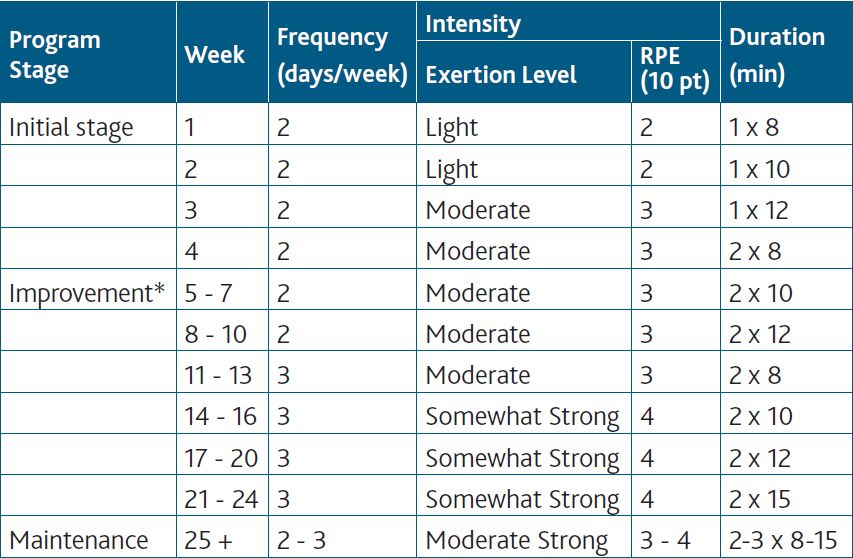 Program Stage Week Frequency (days/week) Intensity Duration (min)
Exertion Level RPE (10 pt)
Initial stage 1 2 Light 2 1 x 8
2 2 Light 2 1 x 10
3 2 Moderate 3 1 x 12
4 2 Moderate 3 2 x 8
Improvement* 5 - 7 2 Moderate 3 2 x 10
8 - 10 2 Moderate 3 2 x 12
11 - 13 3 Moderate 3 2 x 8
14 - 16 3 Somewhat Strong 4 2 x 10
17 - 20 3 Somewhat Strong 4 2 x 12
21 - 24 3 Somewhat Strong 4 2 x 15
Maintenance 25 + 2 - 3 Moderate Strong 3 - 4 2-3 x 8-15